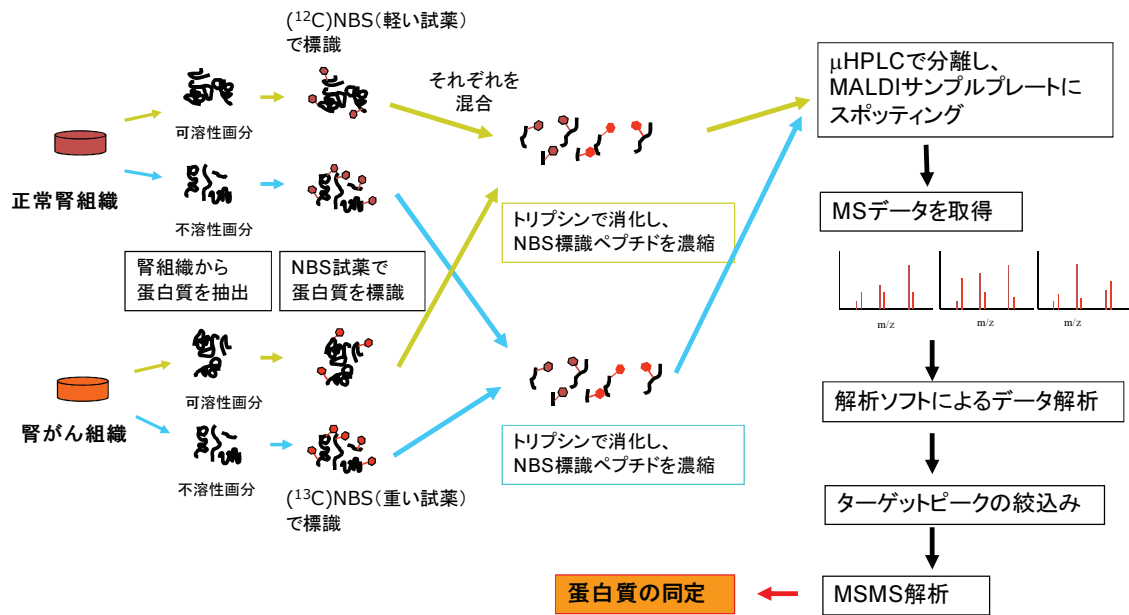 (¹²C)NBS(軽い試薬)
で標識
それぞれを
混合
可溶性画分
正常腎組織
不溶性画分
腎組織から
蛋白質を抽出
NBS試薬で
蛋白質を標識
可溶性画分
腎がん組織
不溶性画分
(¹³C)NBS(重い試薬)
で標識
トリプシンで消化し、
NBS標識ペプチドを濃縮
トリプシンで消化し、
NBS標識ペプチドを濃縮
μHPLCで分離し、
MALDIサンプルプレートに
スポッティング
MSデータを取得
m/z
m/z
m/z
解析ソフトによるデータ解析
ターゲットピークの絞込み
MSMS解析
蛋白質の同定